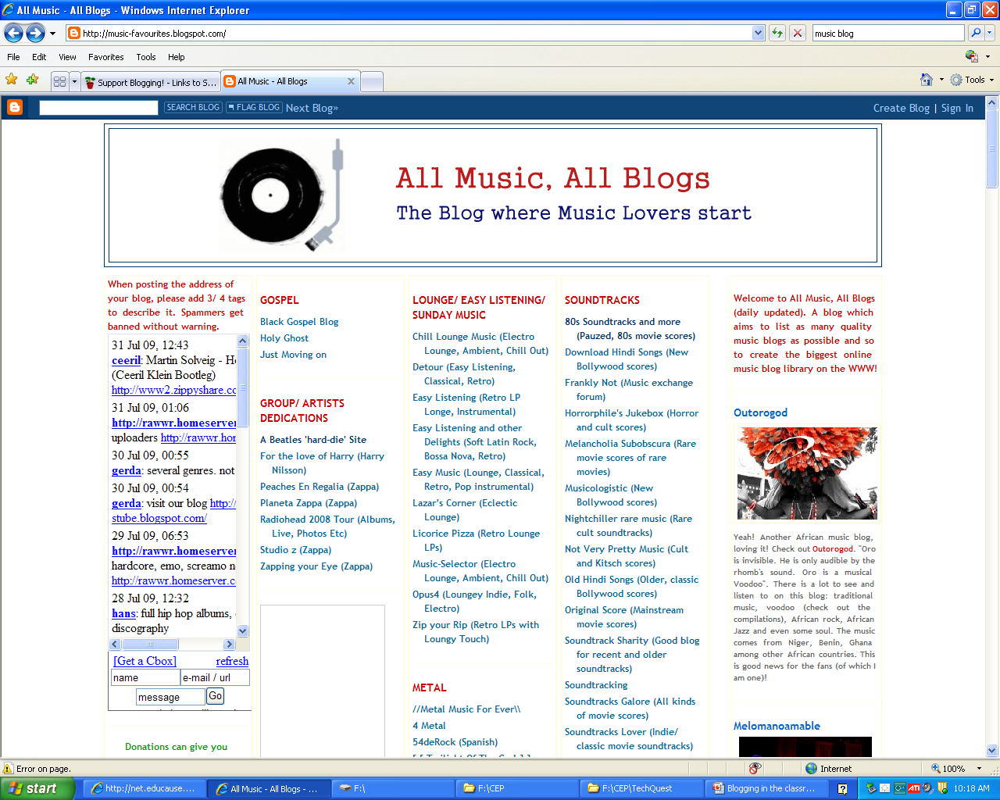 All Music - All Blogs - Windows Internet Explorer
http://music-favourites.blogspot.com/
music blog
File Edit View Favorites Tools Help
Support Blogging! - Links to S...
All Music - All Blogs
Tools
SEARCH BLOG
FLAG BLOG
Next Blog»
Create Blog | Sign In
All Music, All Blogs
The Blog where Music Lovers start
When posting the address of
your blog, please add 3/ 4 tags
to describe it. Spammers get
banned without warning.
31 Jul 09, 12:43
ceeril: Martin Solveig - He
(Ceeril Klein Bootleg)
http://www2.zippyshare.co
31 Jul 09, 01:06
http://rawwr.homeserver
uploaders http://rawwr.hon
30 Jul 09, 00:55
gerda: several genres. not
30 Jul 09, 00:54
gerda: visit our blog http:/
stube.blogspot.com/
29 Jul 09, 06:53
http://rawwr.homeserver
hardcore, emo, screamo n
http://rawwr.homeserver.c
28 Jul 09, 12:32
hans: full hip hop albums,
discography
[Get a Cbox] refresh
name e-mail / url
message Go
Donations can give you
GOSPEL
Black Gospel Blog
Holy Ghost
Just Moving on
GROUP/ ARTISTS
DEDICATIONS
A Beatles 'hard-die' Site
For the love of Harry (Harry
Nilsson)
Peaches En Regalia (Zappa)
Planeta Zappa (Zappa)
Radiohead 2008 Tour (Albums,
Live, Photos Etc)
Studio z (Zappa)
Zapping your Eye (Zappa)
LOUNGE/ EASY LISTENING/
SUNDAY MUSIC
Chill Lounge Music (Electro
Lounge, Ambient, Chill Out)
Detour (Easy Listening,
Classical, Retro)
Easy Listening (Retro LP
Longe, Instrumental)
Easy Listening and other
Delights (Soft Latin Rock,
Bossa Nova, Retro)
Easy Music (Lounge, Classical,
Retro, Pop instrumental)
Lazar's Corner (Eclectic
Lounge)
Licorice Pizza (Retro Lounge
LPs)
Music-Selector (Electro
Lounge, Ambient, Chill Out)
Opus4 (Loungey Indie, Folk,
Electro)
Zip your Rip (Retro LPs with
Loungy Touch)
METAL
//Metal Music For Ever\\
4 Metal
54deRock (Spanish)
SOUNDTRACKS
80s Soundtracks and more
(Pauzed, 80s movie scores)
Download Hindi Songs (New
Bollywood scores)
Frankly Not (Music exchange
forum)
Horrorphile's Jukebox (Horror
and cult scores)
Melancholia Subobscura (Rare
movie scores of rare
movies)
Musicologistic (New
Bollywood scores)
Nightchiller rare music (Rare
cult soundtracks)
Not Very Pretty Music (Cult
and Kitsch scores)
Old Hindi Songs (Older, classic
Bollywood scores)
Original Score (Mainstream
movie scores)
Soundtrack Sharity (Good blog
for recent and older
soundtracks)
Soundtracking
Soundtracks Galore (All kinds
of movie scores)
Soundtracks Lover (Indie/
classic movie soundtracks)
Welcome to All Music, All Blogs
(daily updated). A blog which
aims to list as many quality
music blogs as possible and so
to create the biggest online
music blog library on the WWW!
Outorogod
Yeah! Another African music blog,
loving it! Check out Outorogod. "Oro
is invisible. He is only audible by the
rhomb's sound. Oro is a musical
Voodoo". There is a lot to see and
listen to on this blog: traditional
music, voodoo (check out the
compilations), African rock, African
Jazz and even some soul. The music
comes from Niger, Benin, Ghana
among other African countries. This
is good news for the fans (of which I
am one)!
Melomanoamable
Error on page.
Internet
100%
start
http://net.educause....
All Music - All Blogs - ...
F:\
F:\CEP
F:\CEP\TechQuest
Blogging in the classr...
10:18 AM